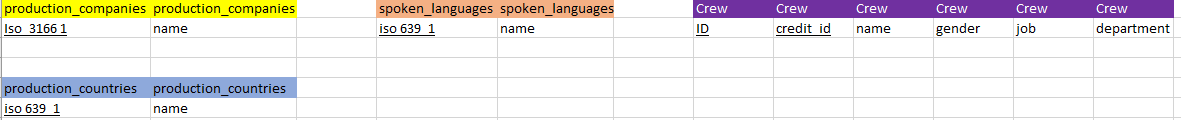 production_companies production_companies spoken_languages spoken_languages Crew Crew Crew Crew Crew Crew
Iso_3166 1 name iso 639_1 name ID credit_id name gender job department
production_countries production_countries
iso 639_1 name